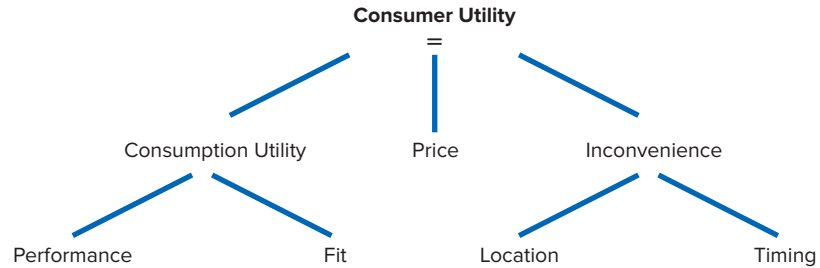 Consumer Utility
=
Consumption Utility
Price
Inconvenience
Performance
Fit
Location
Timing